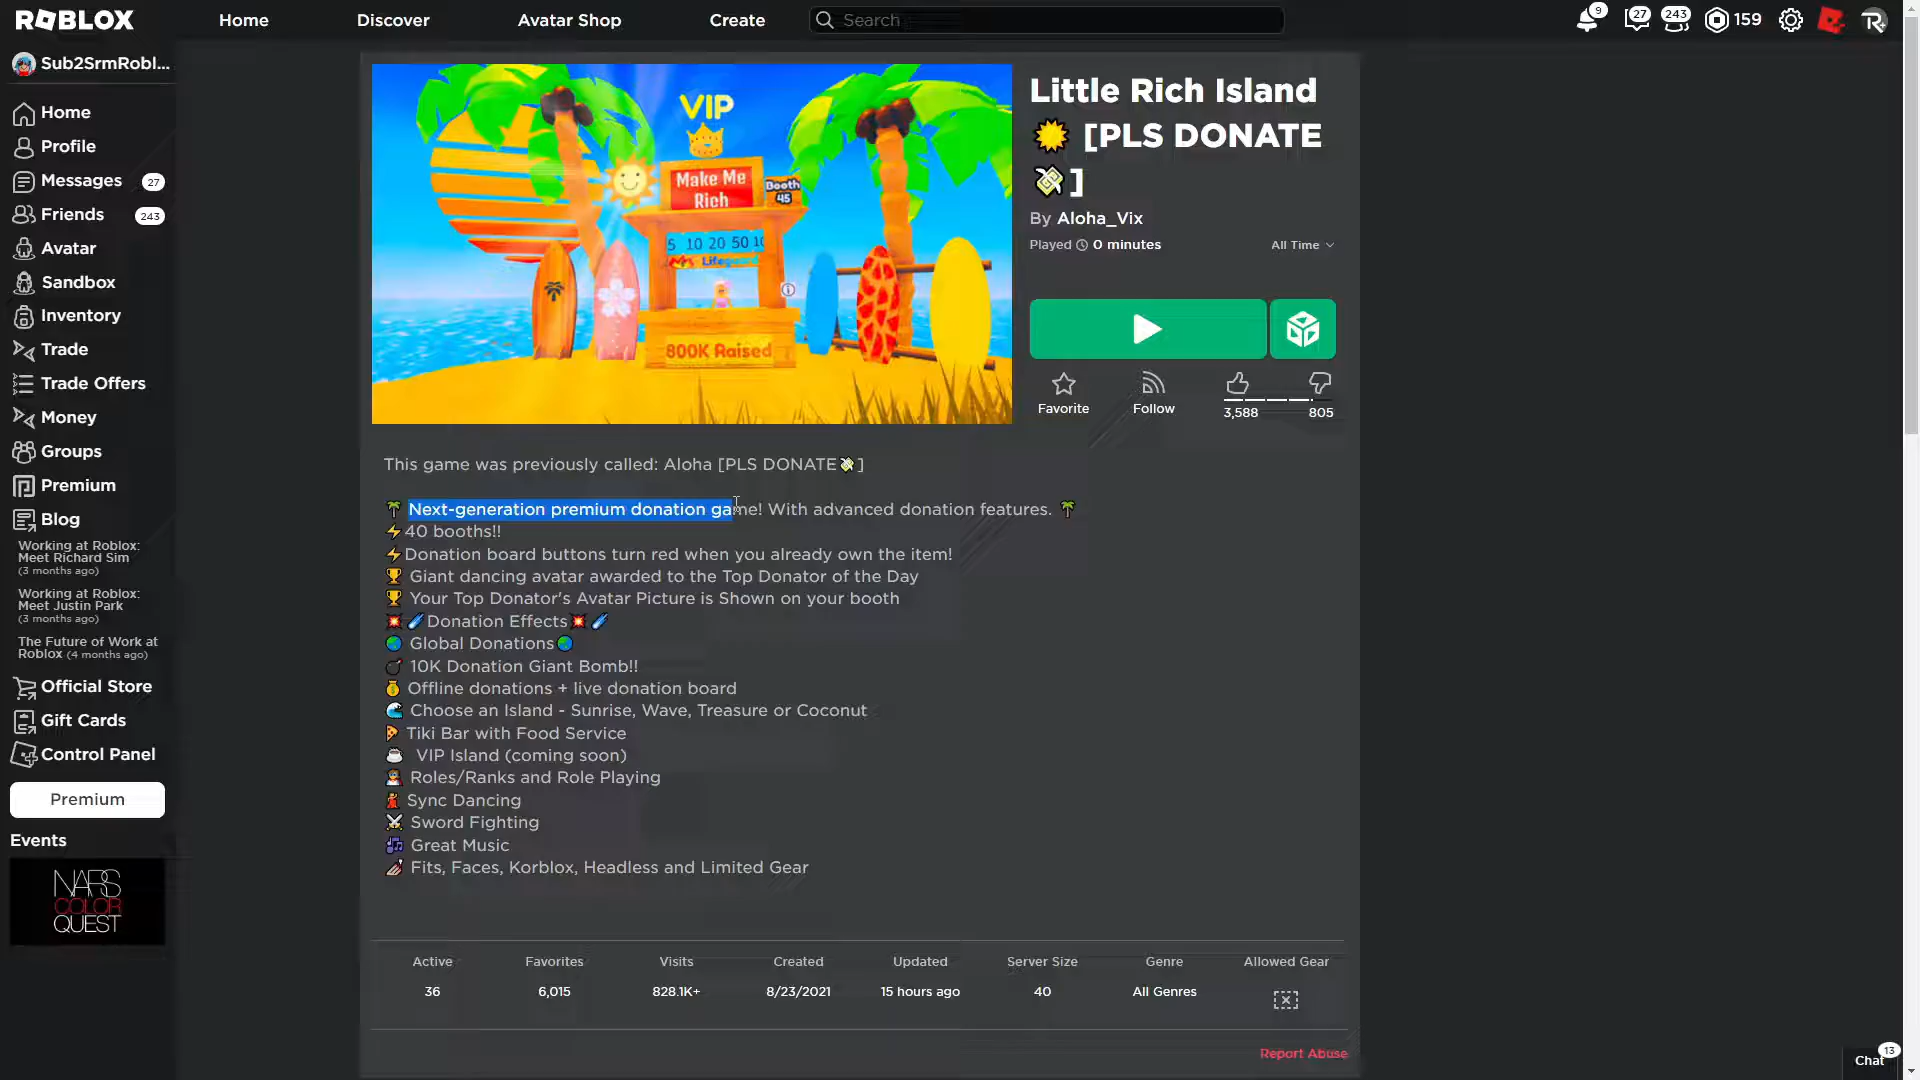 ROBLOX Home Discover Avatar Shop Create Search 9 27 243 159
Sub2SrmRobl...
Home
Profile
Messages 27
Friends 243
Avatar
Sandbox
Inventory
Trade
Trade Offers
Money
Groups
Premium
Blog
Working at Roblox:
Meet Richard Sim
(3 months ago)
Working at Roblox:
Meet Justin Park
(3 months ago)
The Future of Work at
Roblox (4 months ago)
Official Store
Gift Cards
Control Panel
Premium
Events
NARS
COLOR
QUEST
VIP
Make Me
Rich
Booth
45
5 10 20 50 10
Lifeguard
800K Raised
Little Rich Island
☀️ [PLS DONATE
💸]
By Aloha_Vix
Played 0 minutes All Time
Favorite Follow 3,588 805
This game was previously called: Aloha [PLS DONATE💸]
🌴 Next-generation premium donation game! With advanced donation features. 🌴
⚡40 booths!!
⚡Donation board buttons turn red when you already own the item!
🏆 Giant dancing avatar awarded to the Top Donator of the Day
🏆 Your Top Donator's Avatar Picture is Shown on your booth
💥☄️Donation Effects💥☄️
🌎 Global Donations🌎
💣 10K Donation Giant Bomb!!
💰 Offline donations + live donation board
🌊 Choose an Island - Sunrise, Wave, Treasure or Coconut
🍕 Tiki Bar with Food Service
VIP Island (coming soon)
Roles/Ranks and Role Playing
💃 Sync Dancing
⚔️ Sword Fighting
🎶 Great Music
Fits, Faces, Korblox, Headless and Limited Gear
Active Favorites Visits Created Updated Server Size Genre Allowed Gear
36 6,015 828.1K+ 8/23/2021 15 hours ago 40 All Genres
Report Abuse
Chat 13